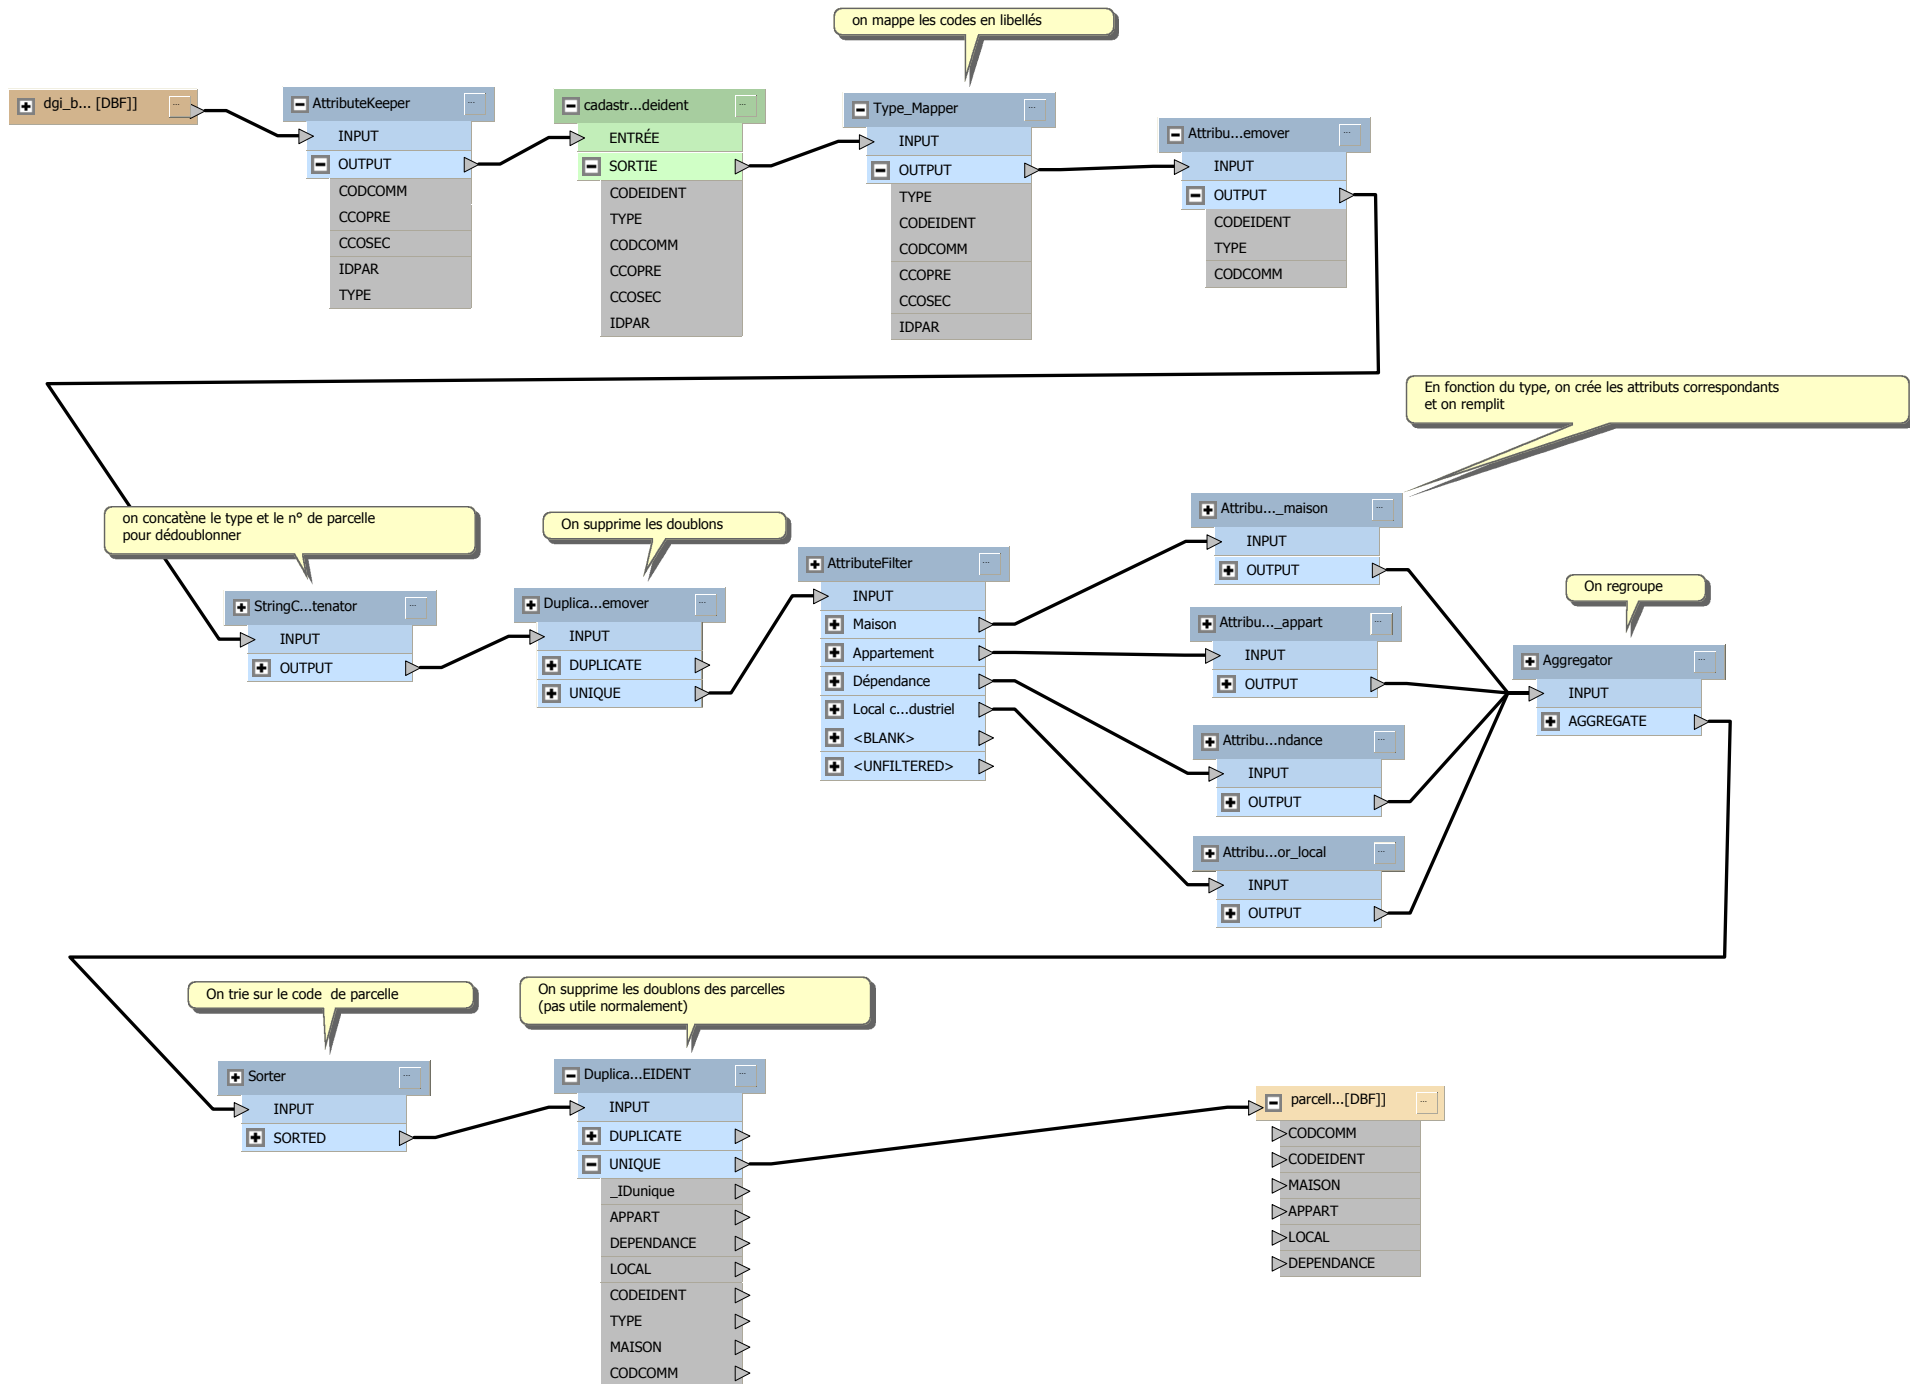 on mappe les codes en libellés
dgi_b... [DBF]]
AttributeKeeper
INPUT
OUTPUT
CODCOMM
CCOPRE
CCOSEC
IDPAR
TYPE
cadastr...deident
ENTRÉE
SORTIE
CODEIDENT
TYPE
CODCOMM
CCOPRE
CCOSEC
IDPAR
Type_Mapper
INPUT
OUTPUT
TYPE
CODEIDENT
CODCOMM
CCOPRE
CCOSEC
IDPAR
Attribu...emover
INPUT
OUTPUT
CODEIDENT
TYPE
CODCOMM
En fonction du type, on crée les attributs correspondants
et on remplit
on concatène le type et le n° de parcelle
pour dédoublonner
StringC...tenator
INPUT
OUTPUT
On supprime les doublons
Duplica...emover
INPUT
DUPLICATE
UNIQUE
AttributeFilter
INPUT
Maison
Appartement
Dépendance
Local c...dustriel
<BLANK>
<UNFILTERED>
Attribu..._maison
INPUT
OUTPUT
Attribu..._appart
INPUT
OUTPUT
Attribu...ndance
INPUT
OUTPUT
Attribu...or_local
INPUT
OUTPUT
On regroupe
Aggregator
INPUT
AGGREGATE
On trie sur le code  de parcelle
Sorter
INPUT
SORTED
On supprime les doublons des parcelles
(pas utile normalement)
Duplica...EIDENT
INPUT
DUPLICATE
UNIQUE
_IDunique
APPART
DEPENDANCE
LOCAL
CODEIDENT
TYPE
MAISON
CODCOMM
parcell...[DBF]]
CODCOMM
CODEIDENT
MAISON
APPART
LOCAL
DEPENDANCE